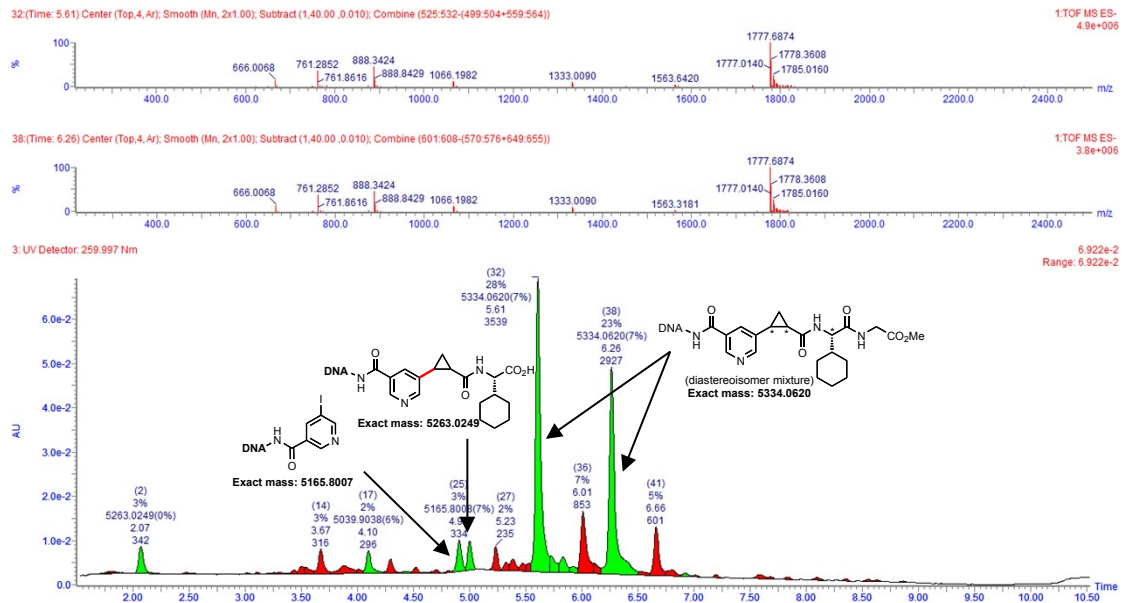 32:(Time: 5.61) Center (Top,4, Ar); Smooth (Mn, 2x1.00); Subtract (1,40.00 ,0.010); Combine (525:532-(499:504+559:564))
1:TOF MS ES-
4.9e+006
1777.6874
100
%
0
666.0068
761.2852
761.8616
888.3424
888.8429
1066.1982
1333.0090
1563.6420
1777.0140
1778.3608
1785.0160
400.0 600.0 800.0 1000.0 1200.0 1400.0 1600.0 1800.0 2000.0 2200.0 2400.0 m/z
38:(Time: 6.26) Center (Top,4, Ar); Smooth (Mn, 2x1.00); Subtract (1,40.00 ,0.010); Combine (601:608-(570:576+649:655))
1:TOF MS ES-
3.8e+006
1777.6874
100
%
0
666.0068
761.2852
761.8616
888.3424
888.8429
1066.1982
1333.0090
1563.3181
1777.0140
1778.3608
1785.0160
400.0 600.0 800.0 1000.0 1200.0 1400.0 1600.0 1800.0 2000.0 2200.0 2400.0 m/z
3: UV Detector: 259.997 Nm
6.922e-2
Range: 6.922e-2
AU
6.0e-2
5.0e-2
4.0e-2
3.0e-2
2.0e-2
1.0e-2
0.0
(2)
3%
5263.0249(0%)
2.07
342
(14)
3%
3.67
316
(17)
2%
5039.9038(6%)
4.10
296
(25)
3%
5165.8008(7%)
334
(27)
2%
5.23
235
(32)
28%
5334.0620(7%)
5.61
3539
(36)
7%
6.01
853
(38)
23%
5334.0620(7%)
6.26
2927
(41)
5%
6.66
601
DNA N H O I N
Exact mass: 5165.8007
DNA N H O N O H N CO₂H
Exact mass: 5263.0249
DNA N H O N * * O H N * O N H CO₂Me
(diastereoisomer mixture)
Exact mass: 5334.0620
2.00 2.50 3.00 3.50 4.00 4.50 5.00 5.50 6.00 6.50 7.00 7.50 8.00 8.50 9.00 9.50 10.00 10.50 Time